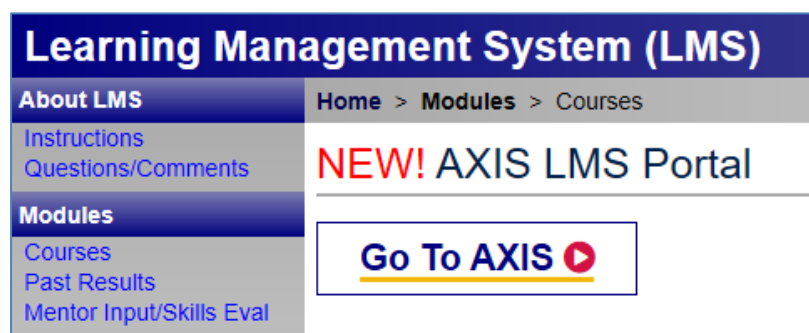 Learning Management System (LMS)
About LMS
Instructions
Questions/Comments
Modules
Courses
Past Results
Mentor Input/Skills Eval
Home > Modules > Courses
NEW! AXIS LMS Portal
Go To AXIS